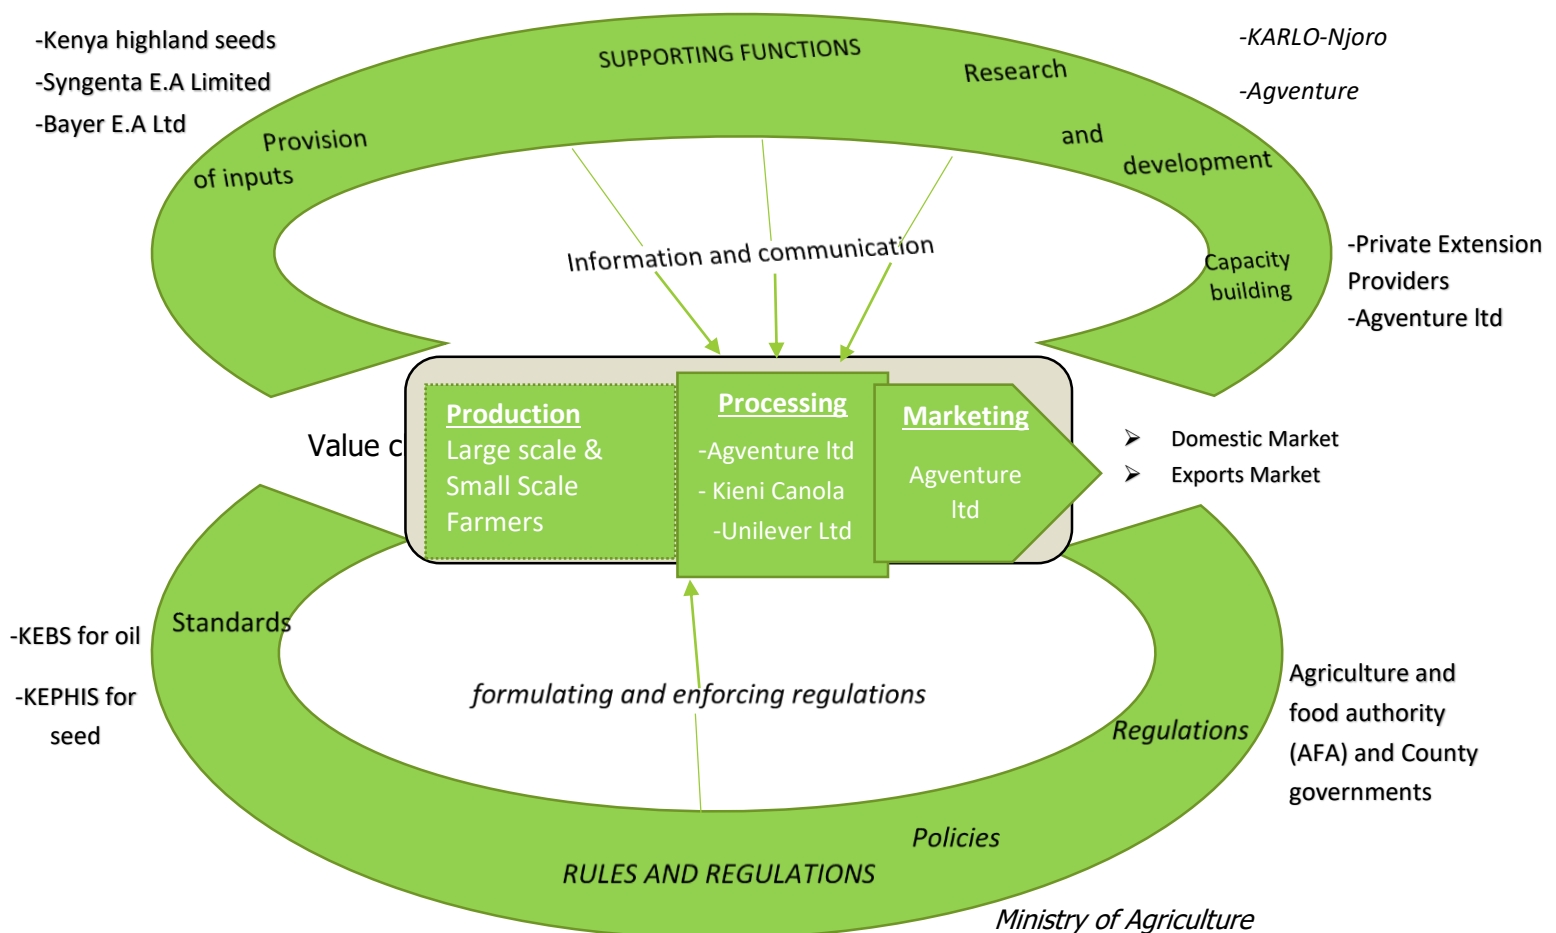 -Kenya highland seeds
-Syngenta E.A Limited
-Bayer E.A Ltd
SUPPORTING FUNCTIONS
Provision
of inputs
Research
and
development
-KARLO-Njoro
-Agventure
Capacity
building
-Private Extension
Providers
-Agventure ltd
Information and communication
Value c
Production
Large scale &
Small Scale
Farmers
Processing
-Agventure ltd
- Kieni Canola
-Unilever Ltd
Marketing
Agventure
ltd
➢ Domestic Market
➢ Exports Market
Standards
-KEBS for oil
-KEPHIS for
seed
formulating and enforcing regulations
Regulations
Agriculture and
food authority
(AFA) and County
governments
Policies
RULES AND REGULATIONS
Ministry of Agriculture